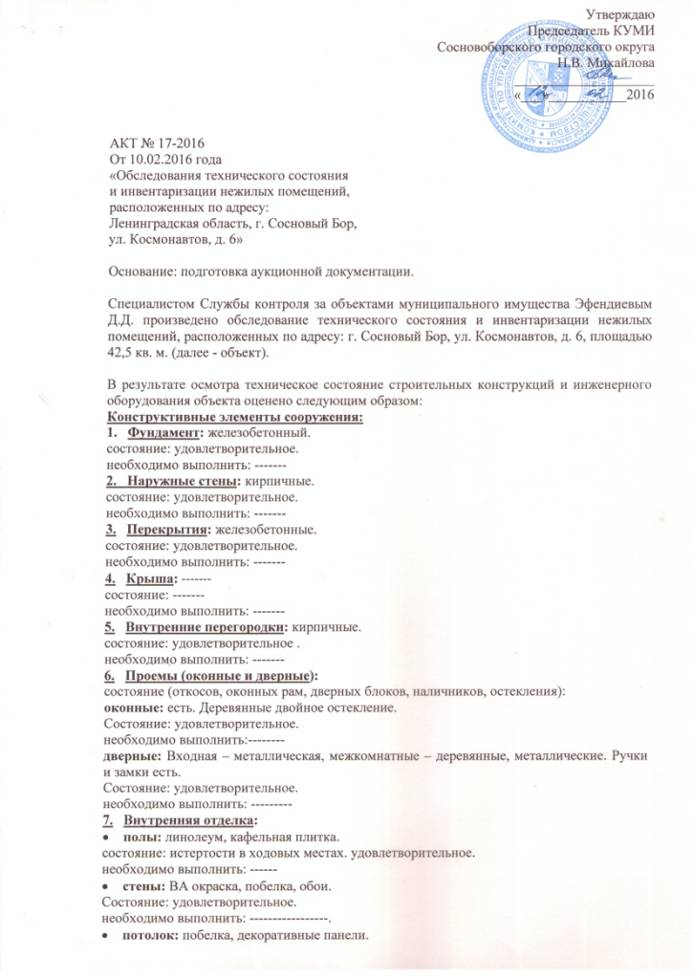 Утверждаю
Председатель КУМИ
Сосновоборского городского округа
Н.В. Михайлова
« 12 » 02 2016
АКТ № 17-2016
От 10.02.2016 года
«Обследования технического состояния
и инвентаризации нежилых помещений,
расположенных по адресу:
Ленинградская область, г. Сосновый Бор,
ул. Космонавтов, д. 6»
Основание: подготовка аукционной документации.
Специалистом Службы контроля за объектами муниципального имущества Эфендиевым
Д.Д. произведено обследование технического состояния и инвентаризации нежилых
помещений, расположенных по адресу: г. Сосновый Бор, ул. Космонавтов, д. 6, площадью
42,5 кв. м. (далее - объект).
В результате осмотра техническое состояние строительных конструкций и инженерного
оборудования объекта оценено следующим образом:
Конструктивные элементы сооружения:
1. Фундамент: железобетонный.
состояние: удовлетворительное.
необходимо выполнить: -------
2. Наружные стены: кирпичные.
состояние: удовлетворительное.
необходимо выполнить: -------
3. Перекрытия: железобетонные.
состояние: удовлетворительное.
необходимо выполнить: -------
4. Крыша: -------
состояние: -------
необходимо выполнить: -------
5. Внутренние перегородки: кирпичные.
состояние: удовлетворительное .
необходимо выполнить: -------
6. Проемы (оконные и дверные):
состояние (откосов, оконных рам, дверных блоков, наличников, остекления):
оконные: есть. Деревянные двойное остекление.
Состояние: удовлетворительное.
необходимо выполнить:--------
дверные: Входная – металлическая, межкомнатные – деревянные, металлические. Ручки
и замки есть.
Состояние: удовлетворительное.
необходимо выполнить: ---------
7. Внутренняя отделка:
• полы: линолеум, кафельная плитка.
состояние: истертости в ходовых местах. удовлетворительное.
необходимо выполнить: ------
• стены: ВА окраска, побелка, обои.
Состояние: удовлетворительное.
необходимо выполнить: -----------------.
• потолок: побелка, декоративные панели.